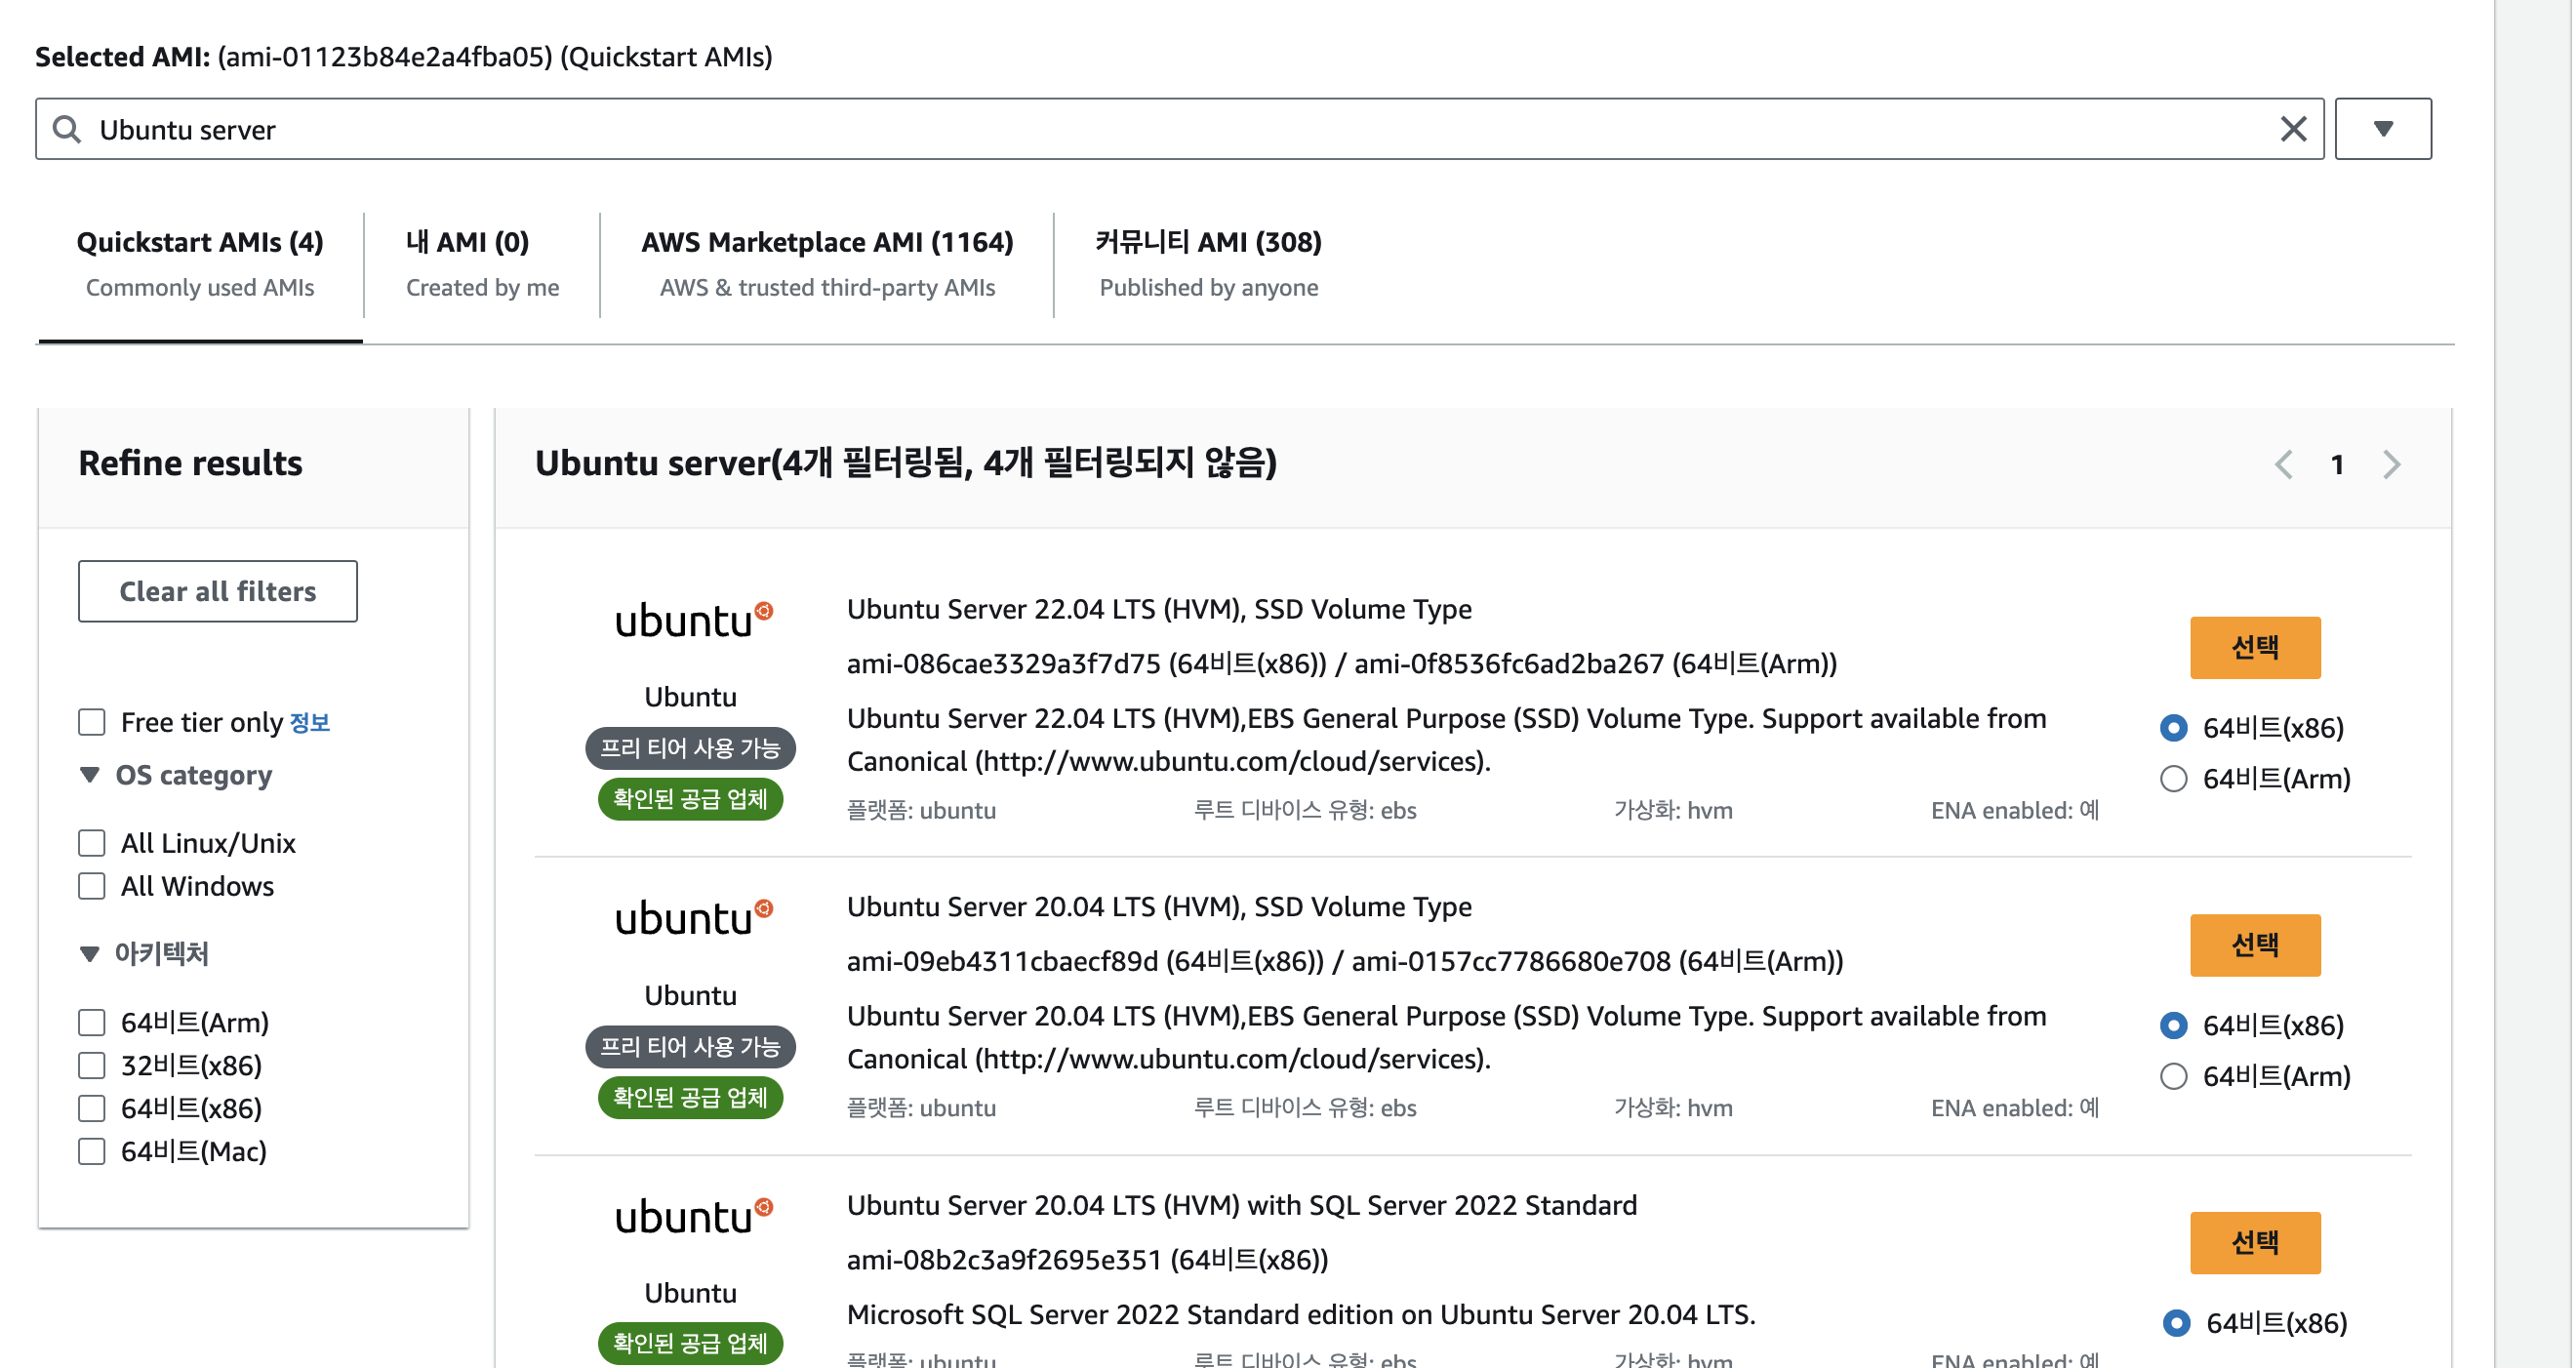 Selected AMI: (ami-01123b84e2a4fba05) (Quickstart AMIs)
Ubuntu server
Quickstart AMIs (4)
Commonly used AMIs
내 AMI (0)
Created by me
AWS Marketplace AMI (1164)
AWS & trusted third-party AMIs
커뮤니티 AMI (308)
Published by anyone
Refine results
Clear all filters
Free tier only 정보
OS category
All Linux/Unix
All Windows
아키텍처
64비트(Arm)
32비트(x86)
64비트(x86)
64비트(Mac)
Ubuntu server(4개 필터링됨, 4개 필터링되지 않음)
1
ubuntu
Ubuntu
프리 티어 사용 가능
확인된 공급 업체
Ubuntu Server 22.04 LTS (HVM), SSD Volume Type
ami-086cae3329a3f7d75 (64비트(x86)) / ami-0f8536fc6ad2ba267 (64비트(Arm))
Ubuntu Server 22.04 LTS (HVM),EBS General Purpose (SSD) Volume Type. Support available from
Canonical (http://www.ubuntu.com/cloud/services).
플랫폼: ubuntu 루트 디바이스 유형: ebs 가상화: hvm ENA enabled: 예
선택
64비트(x86)
64비트(Arm)
ubuntu
Ubuntu
프리 티어 사용 가능
확인된 공급 업체
Ubuntu Server 20.04 LTS (HVM), SSD Volume Type
ami-09eb4311cbaecf89d (64비트(x86)) / ami-0157cc7786680e708 (64비트(Arm))
Ubuntu Server 20.04 LTS (HVM),EBS General Purpose (SSD) Volume Type. Support available from
Canonical (http://www.ubuntu.com/cloud/services).
플랫폼: ubuntu 루트 디바이스 유형: ebs 가상화: hvm ENA enabled: 예
선택
64비트(x86)
64비트(Arm)
ubuntu
Ubuntu
확인된 공급 업체
Ubuntu Server 20.04 LTS (HVM) with SQL Server 2022 Standard
ami-08b2c3a9f2695e351 (64비트(x86))
Microsoft SQL Server 2022 Standard edition on Ubuntu Server 20.04 LTS.
플랫폼: ubuntu 루트 디바이스 유형: ebs 가상화: hvm ENA enabled: 예
선택
64비트(x86)